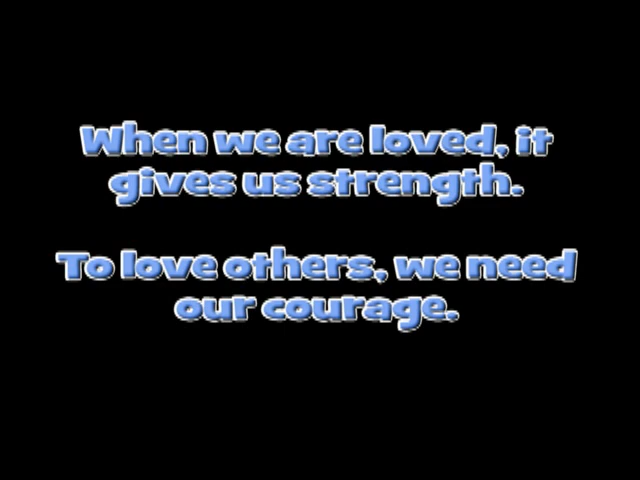 When we are loved, it
gives us strength.
To love others, we need
our courage.